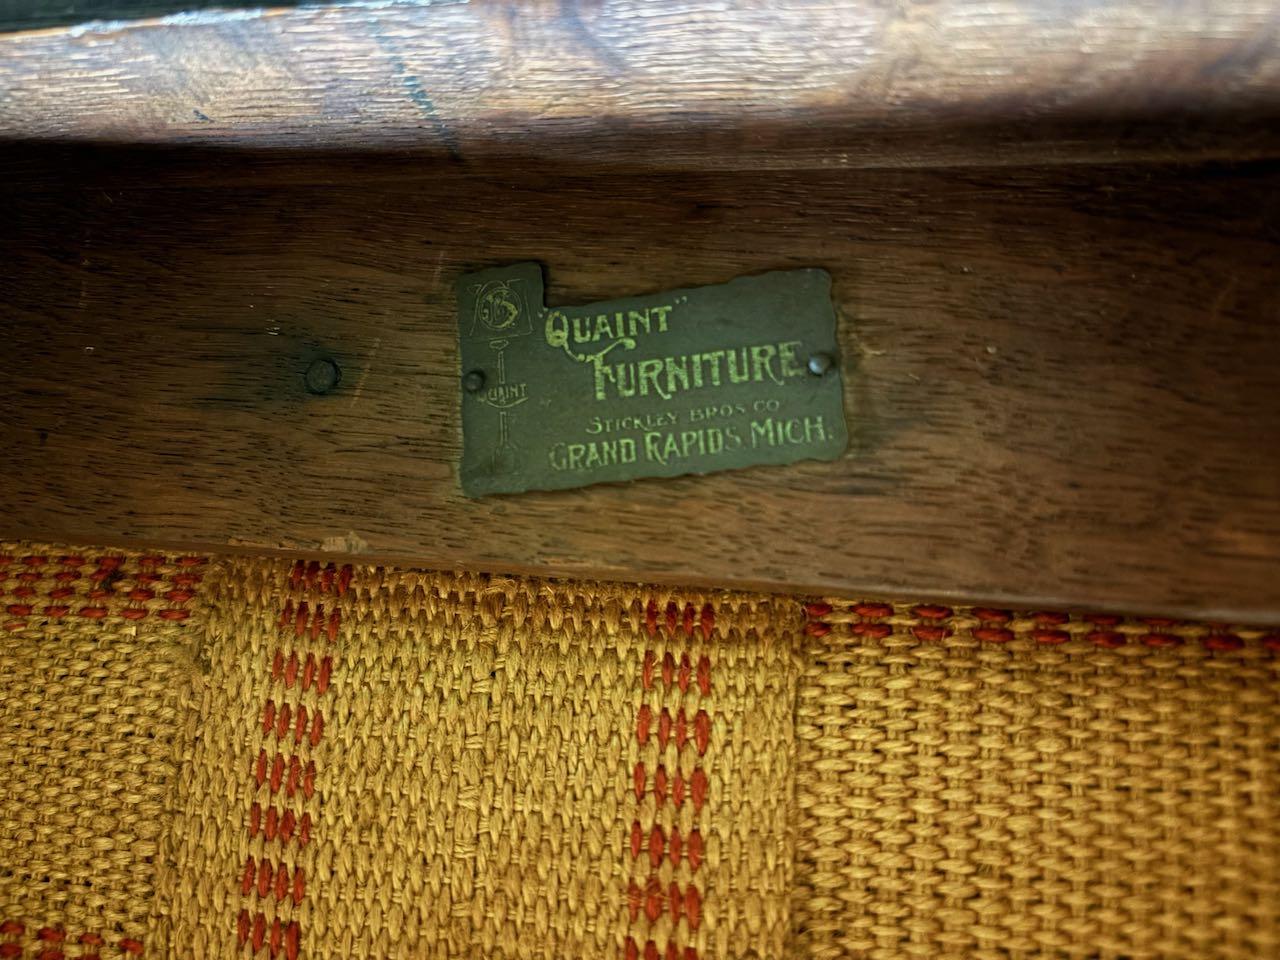 "QUAINT"
FURNITURE
STICKLEY BROS CO
GRAND RAPIDS, MICH.
QUAINT